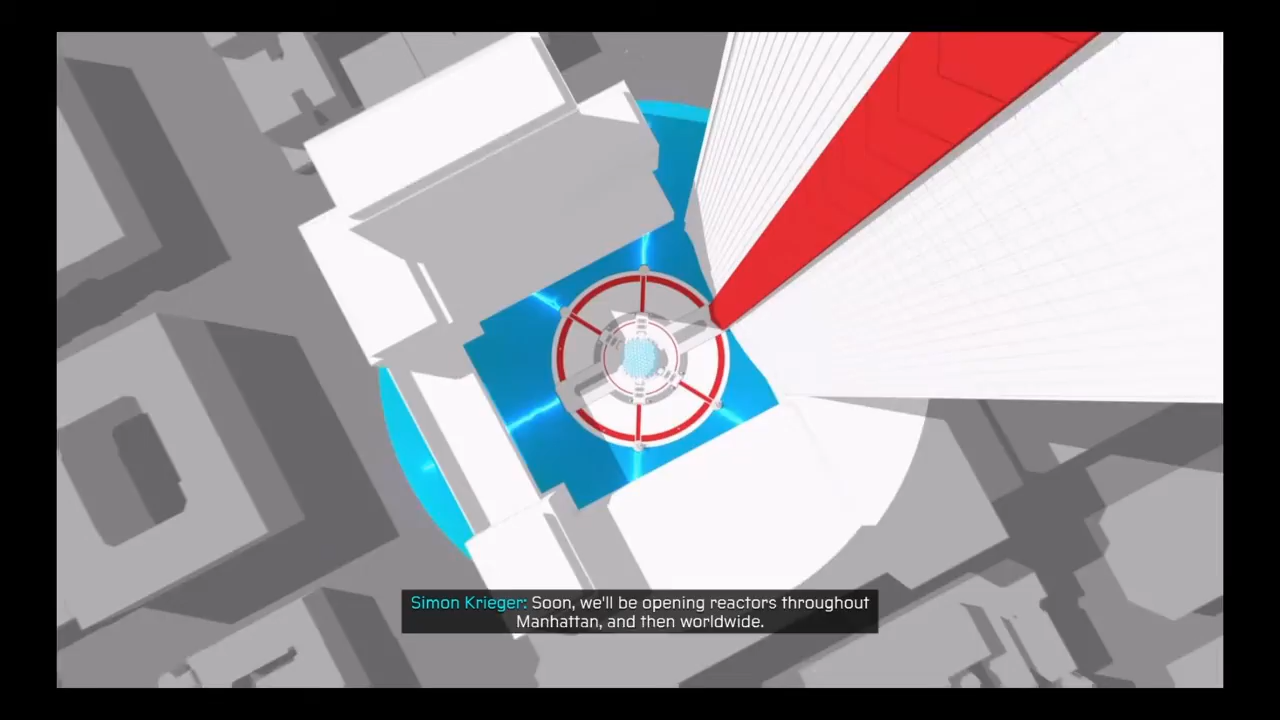 Simon Krieger: Soon, we'll be opening reactors throughout
Manhattan, and then worldwide.